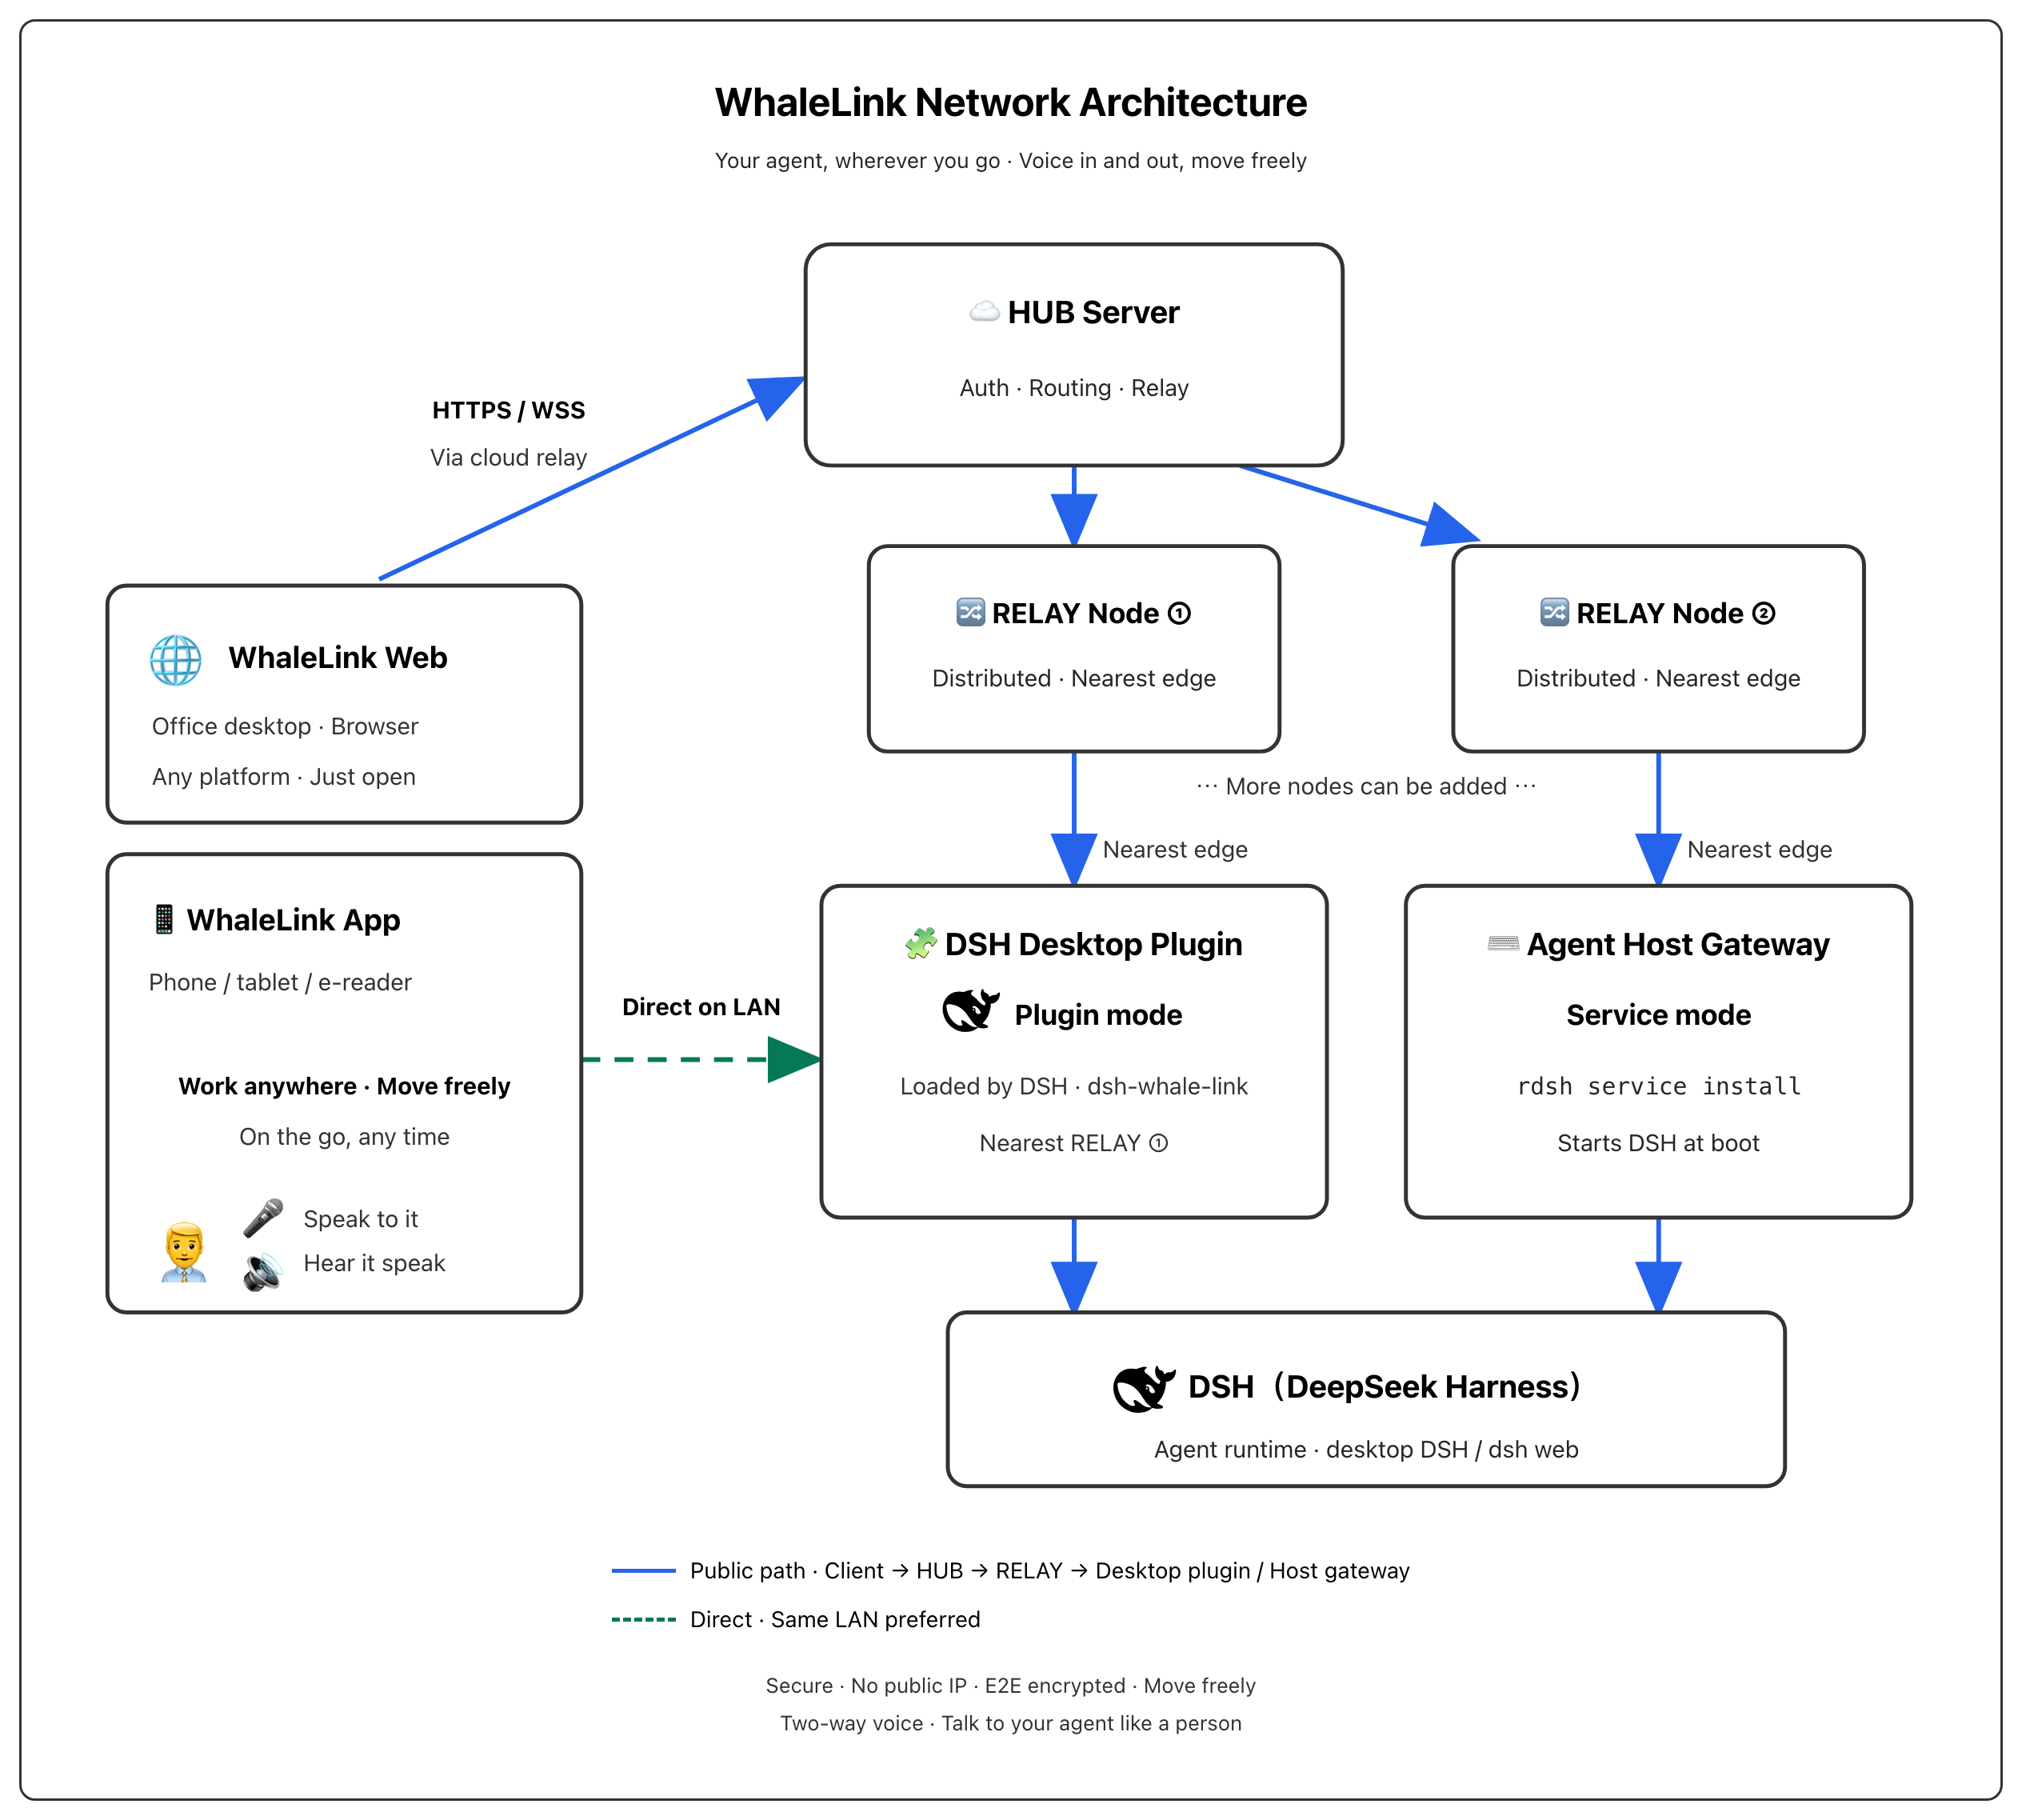 WhaleLink Network Architecture
Your agent, wherever you go · Voice in and out, move freely
☁️ HUB Server
Auth · Routing · Relay
HTTPS / WSS
Via cloud relay
🌐 WhaleLink Web
Office desktop · Browser
Any platform · Just open
🔀 RELAY Node ①
Distributed · Nearest edge
🔀 RELAY Node ②
Distributed · Nearest edge
··· More nodes can be added ···
Nearest edge
Nearest edge
📱 WhaleLink App
Phone / tablet / e-reader
Work anywhere · Move freely
On the go, any time
🎤 Speak to it
🔊 Hear it speak
Direct on LAN
🧩 DSH Desktop Plugin
Plugin mode
Loaded by DSH · dsh-whale-link
Nearest RELAY ①
⌨️ Agent Host Gateway
Service mode
rdsh service install
Starts DSH at boot
DSH（DeepSeek Harness）
Agent runtime · desktop DSH / dsh web
Public path · Client → HUB → RELAY → Desktop plugin / Host gateway
Direct · Same LAN preferred
Secure · No public IP · E2E encrypted · Move freely
Two-way voice · Talk to your agent like a person